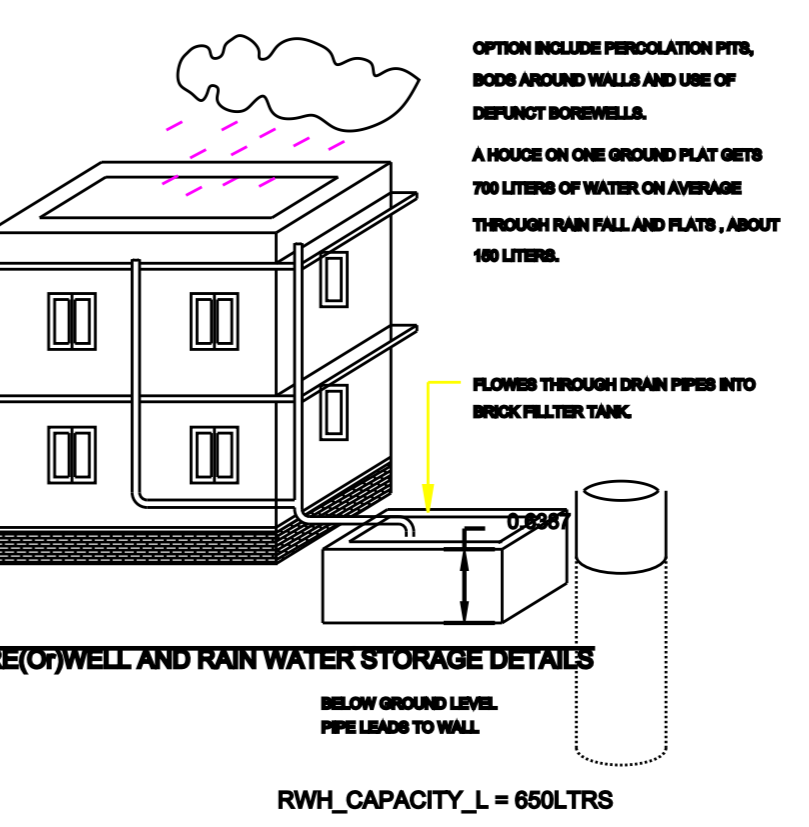 OPTION INCLUDE PERCOLATION PITS,
BODS AROUND WALLS AND USE OF
DEFUNCT BOREWELLS.
A HOUCE ON ONE GROUND PLAT GETS
700 LITERS OF WATER ON AVERAGE
THROUGH RAIN FALL AND FLATS , ABOUT
150 LITERS.
FLOWES THROUGH DRAIN PIPES INTO
BRICK FILLTER TANK.
0.6387
RE(Or)WELL AND RAIN WATER STORAGE DETAILS
BELOW GROUND LEVEL
PIPE LEADS TO WALL
RWH_CAPACITY_L = 650LTRS